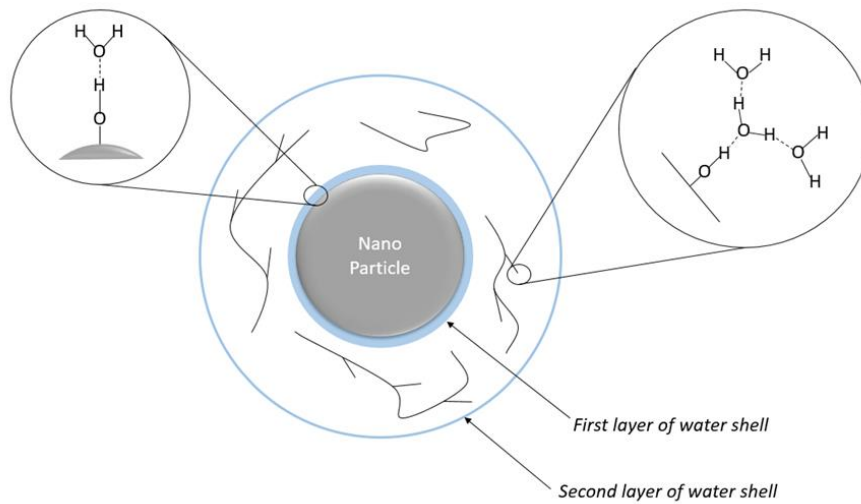 H H
O
H
O
H H
O
H
O H H
H O
O H
Nano
Particle
First layer of water shell
Second layer of water shell